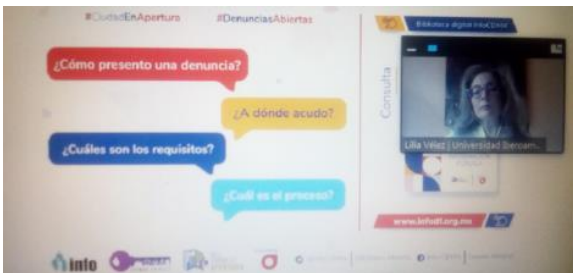 #CiudadEnApertura
#DenunciasAbiertas
Biblioteca digital InfoCDMX
¿Cómo presento una denuncia?
¿A dónde acudo?
¿Cuáles son los requisitos?
¿Cuál es el proceso?
Consulta
Lilia Vélez | Universidad Iberoam...
www.infodf.org.mx
info